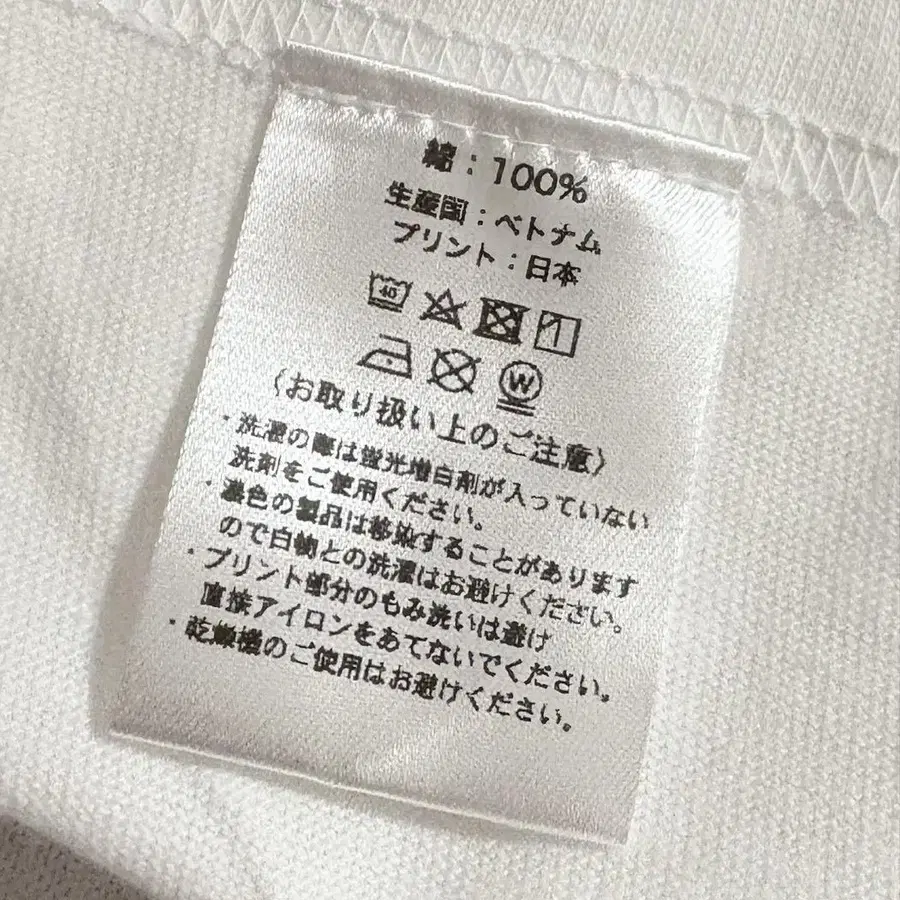 綿：100%
生産国：ベトナム
プリント：日本
40
W
〈お取り扱い上のご注意〉
・洗濯の際は蛍光増白剤が入っていない
洗剤をご使用ください。
・濃色の製品は移染することがあります
ので白物との洗濯はお避けください。
・プリント部分のもみ洗いは避け
直接アイロンをあてないでください。
・乾燥機のご使用はお避けください。